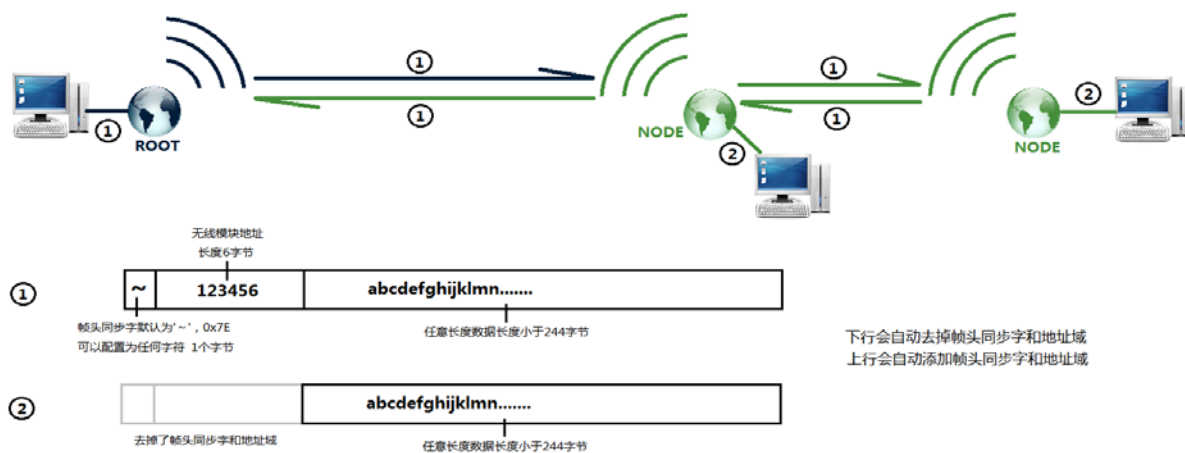 ①
①
①
②
①
ROOT
①
NODE
②
①
NODE
无线模块地址
长度6字节
①
~
123456
abcdefghijklmn.......
帧头同步字默认为'~'，0x7E
可以配置为任何字符 1个字节
任意长度数据长度小于244字节
下行会自动去掉帧头同步字和地址域
上行会自动添加帧头同步字和地址域
②
abcdefghijklmn.......
去掉了帧头同步字和地址域
任意长度数据长度小于244字节